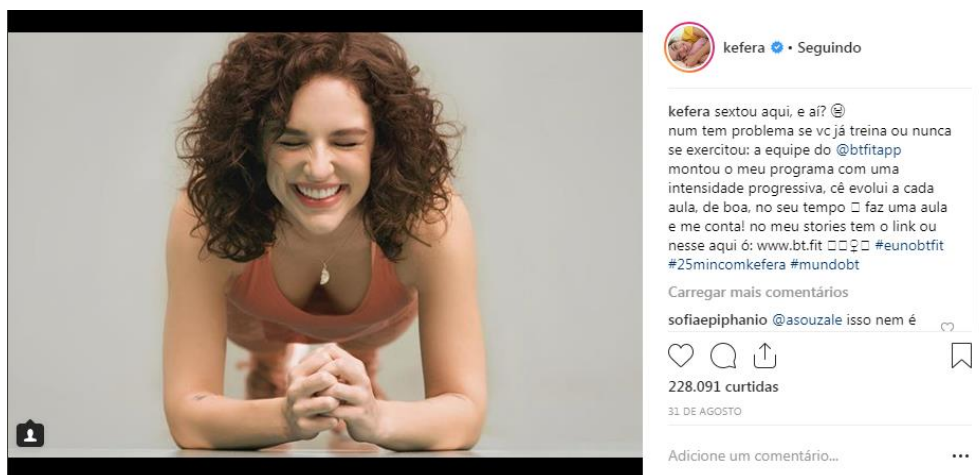 kefera • Seguindo
kefera sextou aqui, e aí? 😆
num tem problema se vc já treina ou nunca
se exercitou: a equipe do @btfitapp
montou o meu programa com uma
intensidade progressiva, cê evolui a cada
aula, de boa, no seu tempo □ faz uma aula
e me conta! no meu stories tem o link ou
nesse aqui ó: www.bt.fit □□♀□ #eunobtfit
#25mincomkefera #mundobt
Carregar mais comentários
sofiaepiphanio @asouzale isso nem é
228.091 curtidas
31 DE AGOSTO
Adicione um comentário...